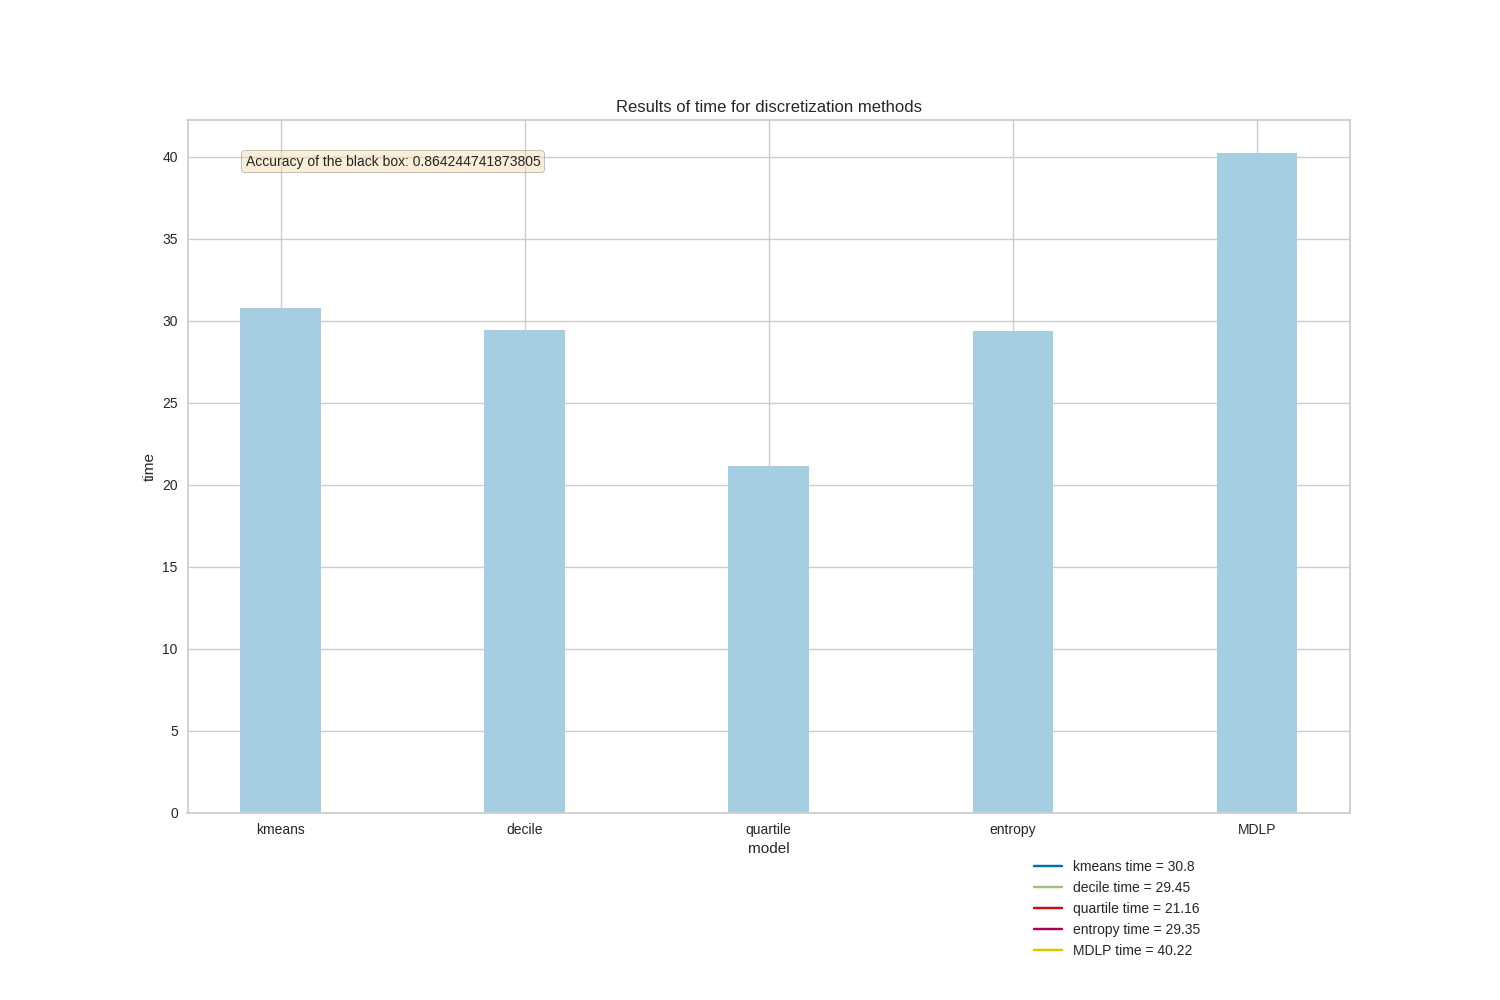 Results of time for discretization methods
Accuracy of the black box: 0.864244741873805
40
35
30
25
20
15
10
5
0
time
kmeans
decile
quartile
entropy
MDLP
model
kmeans time = 30.8
decile time = 29.45
quartile time = 21.16
entropy time = 29.35
MDLP time = 40.22